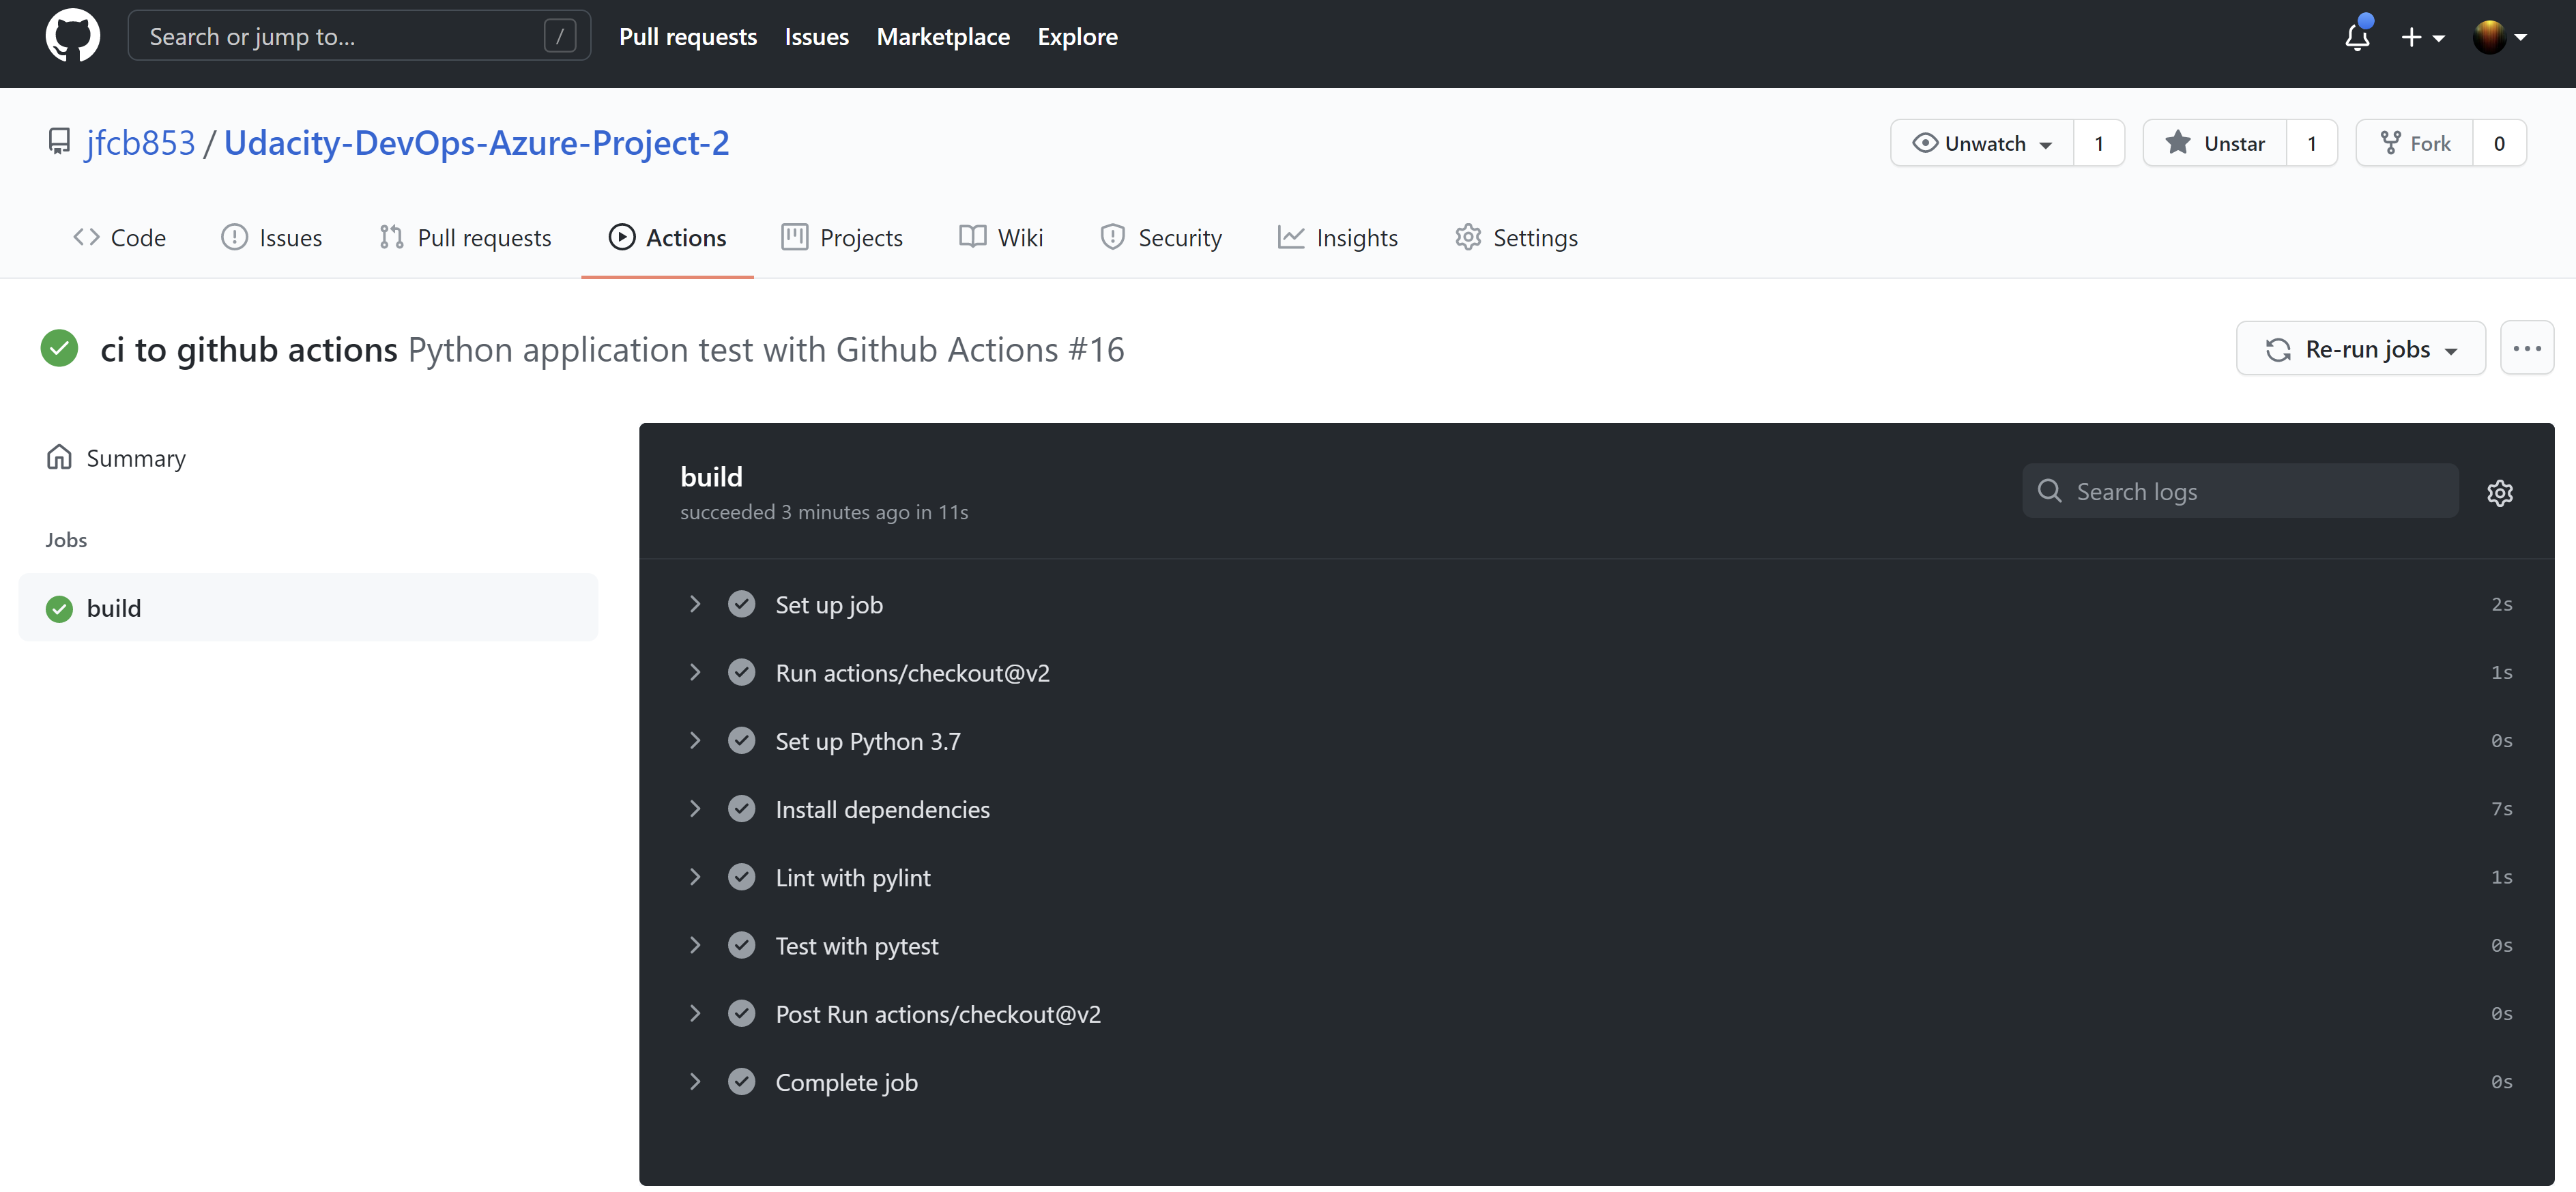 Search or jump to... / Pull requests Issues Marketplace Explore
jfcb853 / Udacity-DevOps-Azure-Project-2 Unwatch 1 Unstar 1 Fork 0
Code Issues Pull requests Actions Projects Wiki Security Insights Settings
ci to github actions Python application test with Github Actions #16 Re-run jobs
Summary
Jobs
build
build
succeeded 3 minutes ago in 11s
Search logs
Set up job 2s
Run actions/checkout@v2 1s
Set up Python 3.7 0s
Install dependencies 7s
Lint with pylint 1s
Test with pytest 0s
Post Run actions/checkout@v2 0s
Complete job 0s